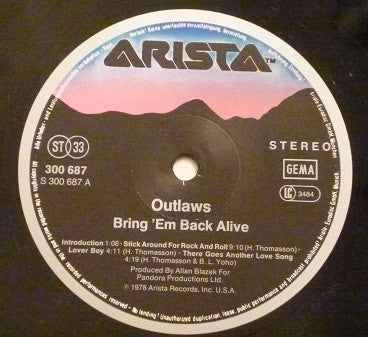 ARISTA™
ST 33
STEREO
300 687
S 300 687 A
GEMA
LC 3484
Outlaws
Bring 'Em Back Alive
Introduction 1:06 · Stick Around For Rock And Roll 9:10 (H. Thomasson)
Lover Boy 4:11 (H. Thomasson) · There Goes Another Love Song
4:19 (H. Thomasson & B. L. Yoho)
Produced By Allan Blazek For
Pandora Productions Ltd.
℗ 1978 Arista Records, Inc. U.S.A.